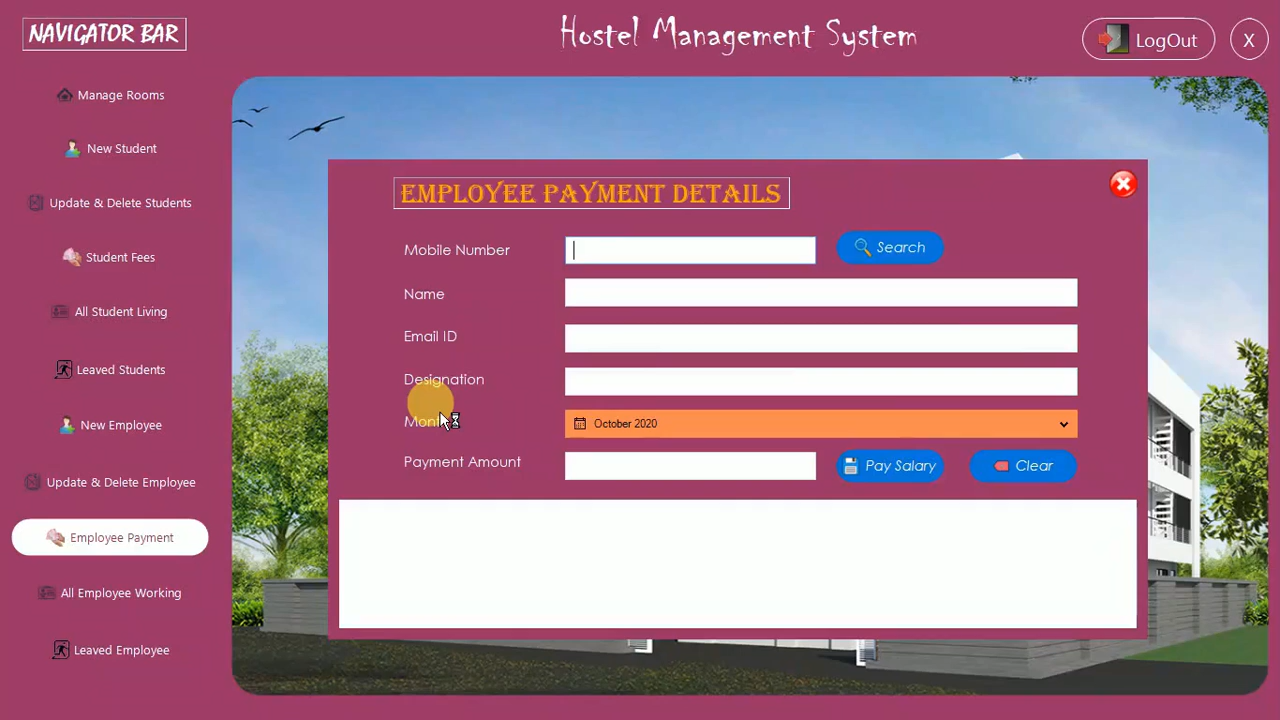 NAVIGATOR BAR
Hostel Management System
LogOut
X
Manage Rooms
New Student
Update & Delete Students
Student Fees
All Student Living
Leaved Students
New Employee
Update & Delete Employee
Employee Payment
All Employee Working
Leaved Employee
EMPLOYEE PAYMENT DETAILS
Mobile Number
Search
Name
Email ID
Designation
Month
October 2020
Payment Amount
Pay Salary
Clear